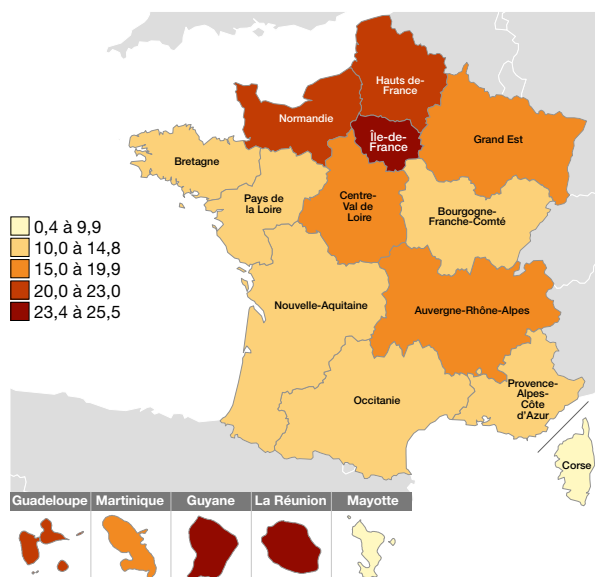 Hauts de-
France
Normandie
Île-de-
France
Grand Est
Bretagne
Pays de
la Loire
Centre-
Val de
Loire
Bourgogne-
Franche-Comté
0,4 à 9,9
10,0 à 14,8
15,0 à 19,9
20,0 à 23,0
23,4 à 25,5
Nouvelle-Aquitaine
Auvergne-Rhône-Alpes
Occitanie
Provence-
Alpes-
Côte
d'Azur
Corse
Guadeloupe
Martinique
Guyane
La Réunion
Mayotte